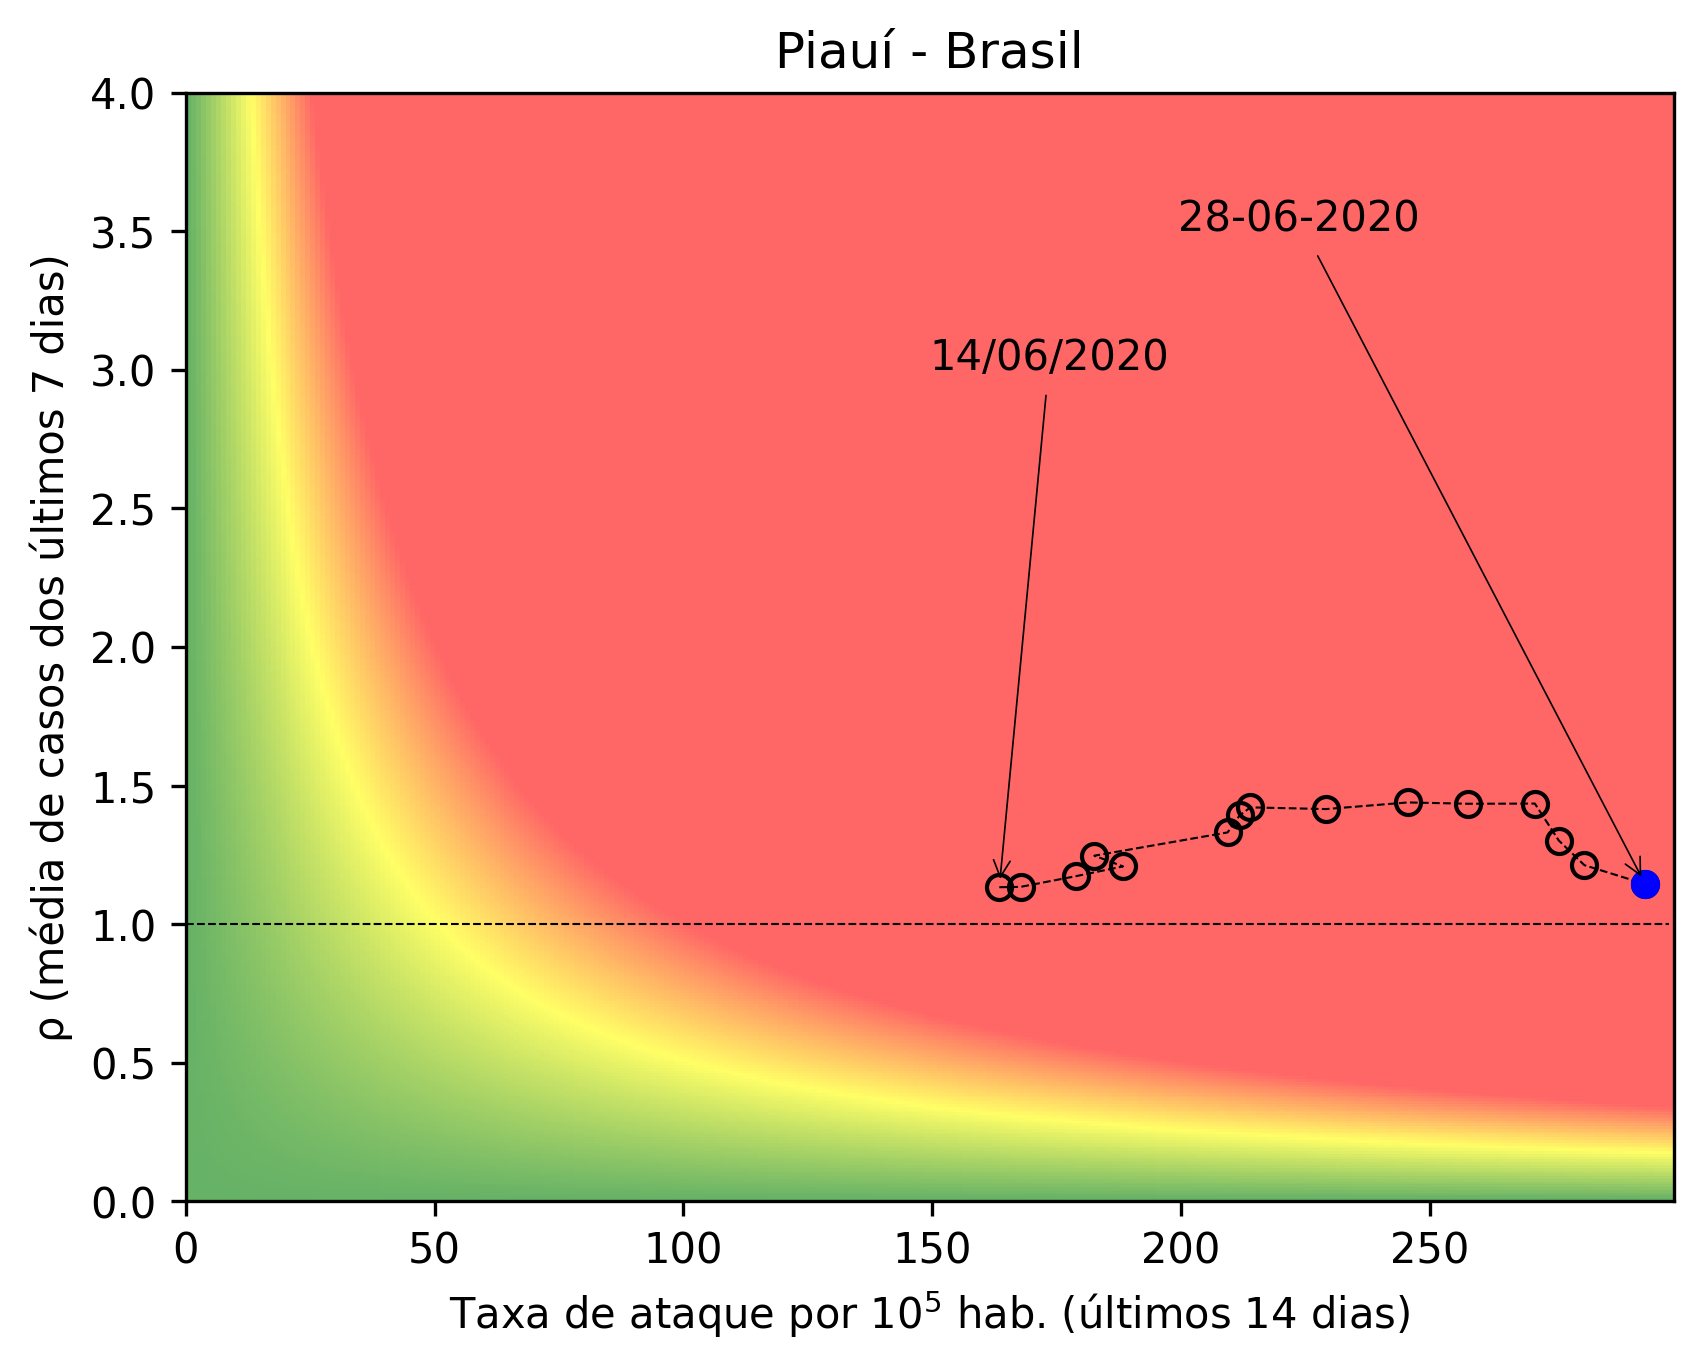 Piauí - Brasil
4.0
3.5
3.0
2.5
2.0
1.5
1.0
0.5
0.0
ρ (média de casos dos últimos 7 dias)
28-06-2020
14/06/2020
0 50 100 150 200 250
Taxa de ataque por 10⁵ hab. (últimos 14 dias)